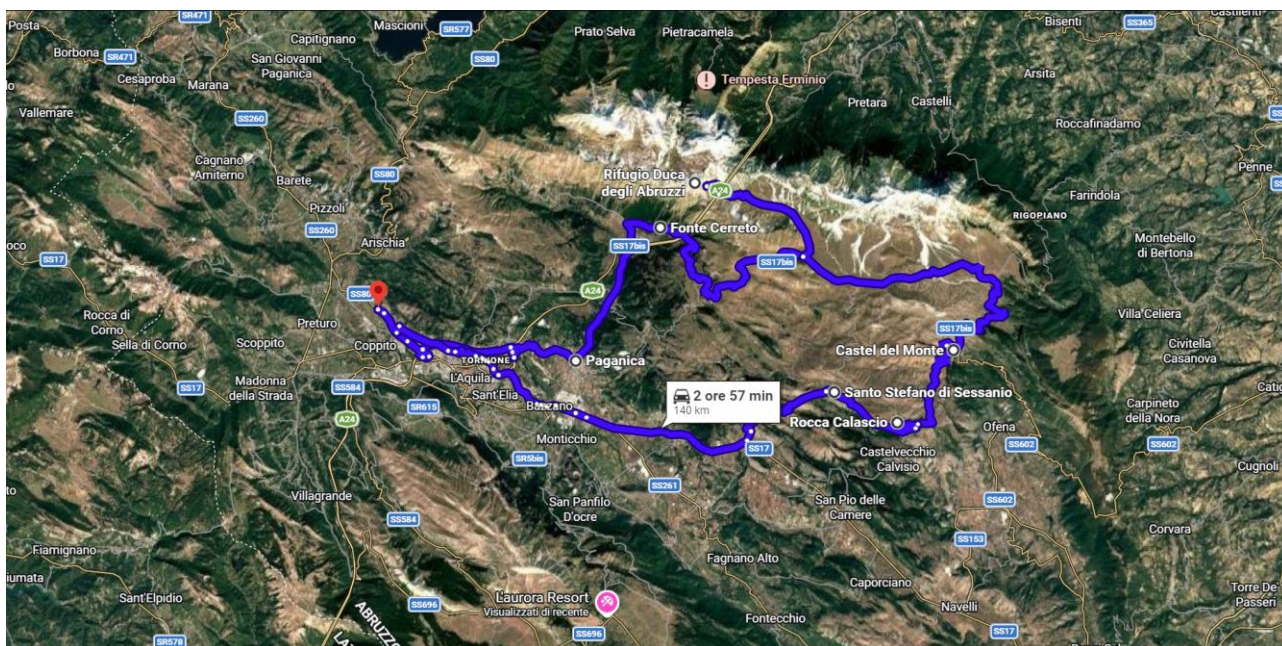 SR471
Mascioni
Posta
SR577
Prato Selva
Pietracamela
Bisenti
SS365
Castilenti
Borbona
SR471
Capitignano
San Giovanni
Paganica
SS80
Arsita
Cesaproba
Marana
Tempesta Erminio
Pretara
Castelli
Vallemare
SS260
Roccafinadamo
Cagnano
Amiterno
Barete
SS80
Penne
Rifugio Duca
degli Abruzzi
A24
Farindola
Pizzoli
SS260
Arischia
Fonte Cerreto
RIGOPIANO
SS17bis
Montebello
di Bertona
SS17
SS17bis
SS80
A24
Rocca di
Corno
Sella di Corno
Preturo
Scoppito
Coppito
TORRIONE
Paganica
SS17bis
Castel del Monte
Villa Celiera
Civitella
Casanova
SS17
Madonna
della Strada
SS584
L'Aquila
Sant'Elia
2 ore 57 min
140 km
Santo Stefano di Sessanio
A24
SR615
Bazzano
Rocca Calascio
Ofena
Carpineto
della Nora
Monticchio
SS17
Castelvecchio
Calvisio
SS602
SS602
SR5bis
Cugnoli
Villagrande
SS261
San Pio delle
Camere
SS602
San Panfilo
D'ocre
SS584
Corvara
Fiamignano
Fagnano Alto
SS153
Sant'Elpidio
Laurora Resort
Visualizzati di recente
Caporciano
Navelli
Torre De
Passeri
ABRUZZO
SS696
Fontecchio
SR578
SS696
SS17